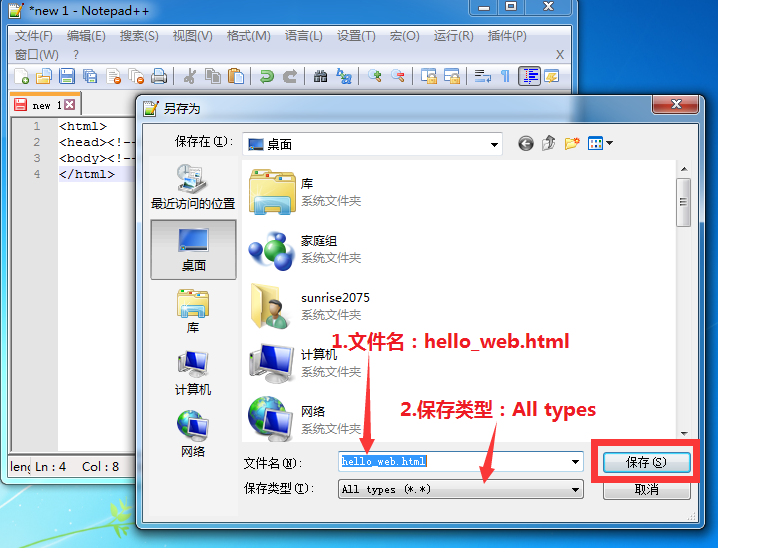 *new 1 - Notepad++
文件(F) 编辑(E) 搜索(S) 视图(V) 格式(M) 语言(L) 设置(T) 宏(O) 运行(R) 插件(P)
窗口(W) ? X
new 1
1 <html>
2 <head><!--
3 <body><!--
4 </html>
另存为
保存在(I): 桌面
最近访问的位置
桌面
库
计算机
网络
库
系统文件夹
家庭组
系统文件夹
sunrise2075
系统文件夹
1.文件名：hello_web.html
计算机
系统文件夹
2.保存类型：All types
网络
系统文件夹
文件名(N): hello_web.html 保存(S)
保存类型(T): All types (*.*) 取消
Ln : 4 Col : 8